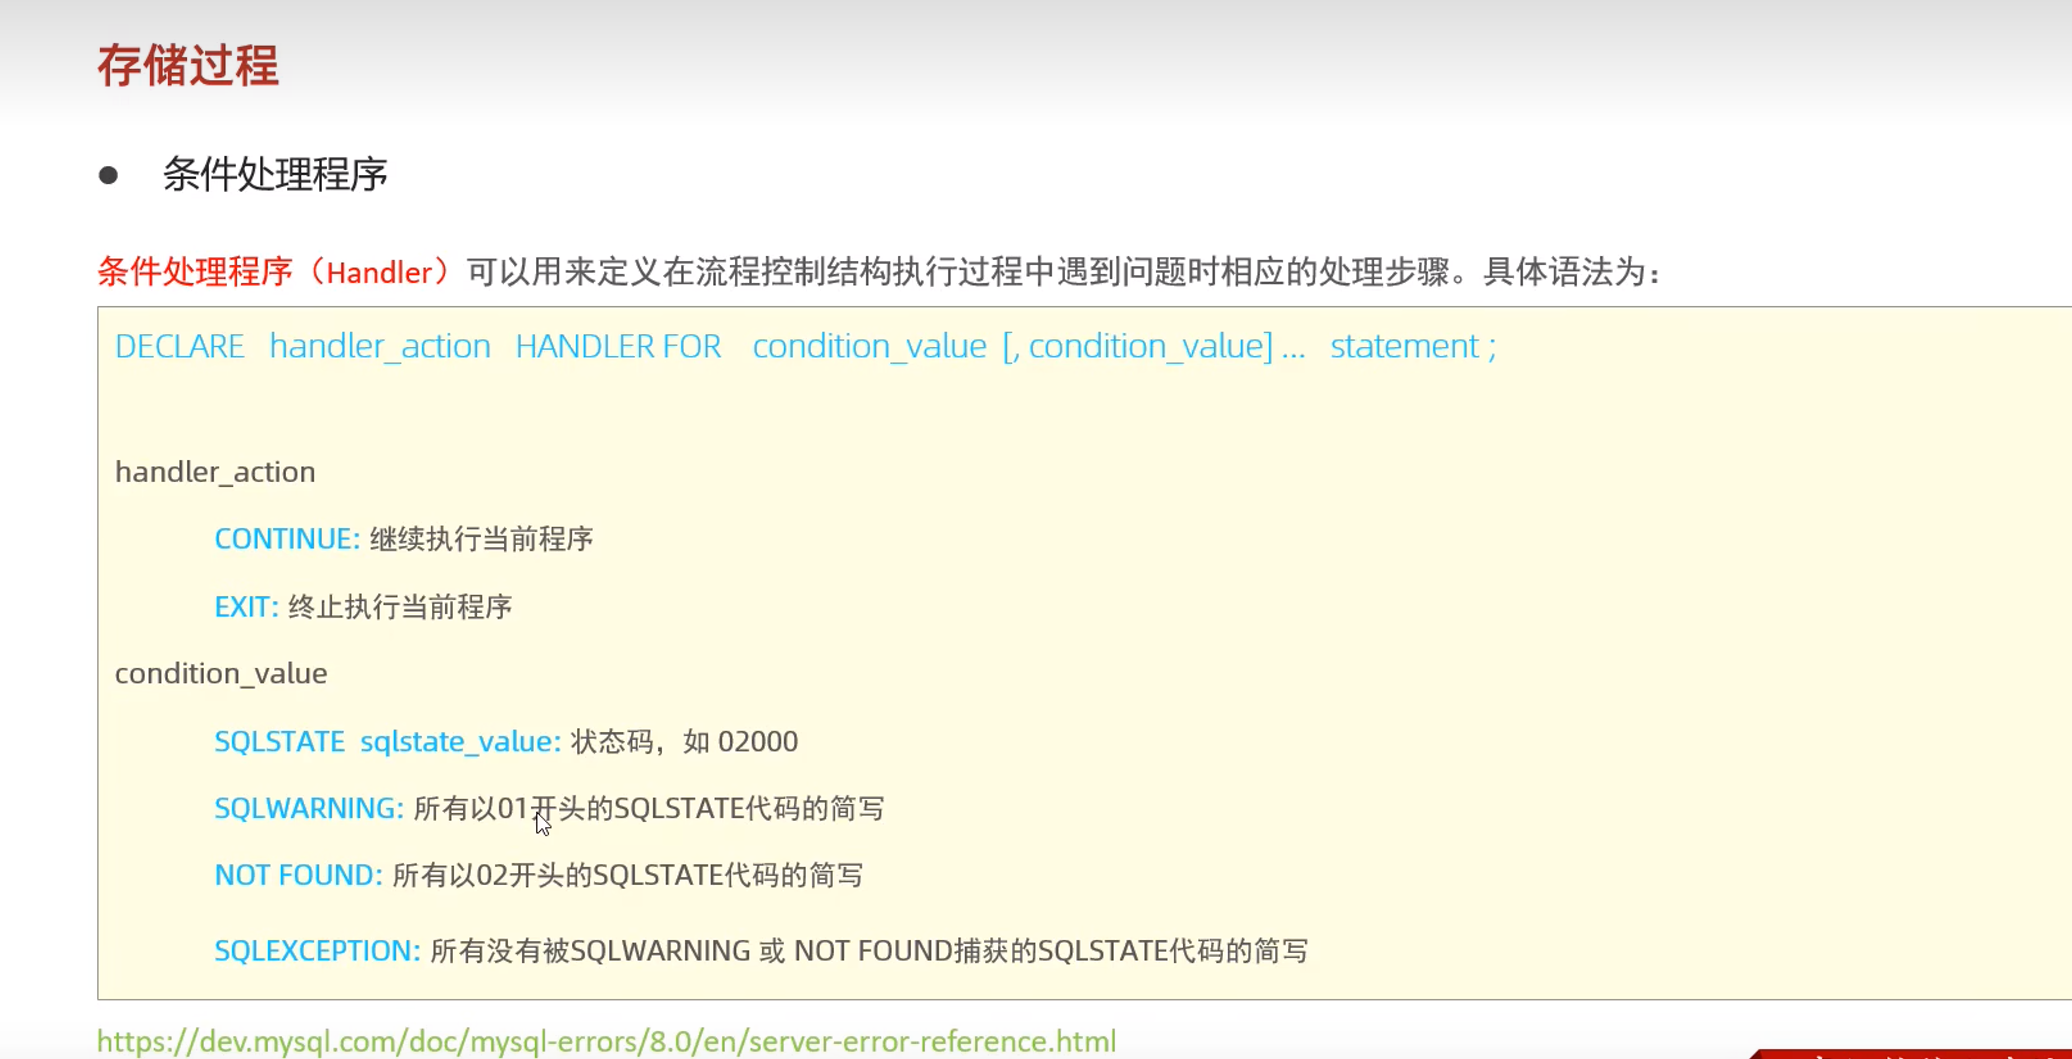 存储过程
● 条件处理程序
条件处理程序（Handler）可以用来定义在流程控制结构执行过程中遇到问题时相应的处理步骤。具体语法为：
DECLARE handler_action HANDLER FOR condition_value [, condition_value] ... statement ;
handler_action
CONTINUE: 继续执行当前程序
EXIT: 终止执行当前程序
condition_value
SQLSTATE sqlstate_value: 状态码，如 02000
SQLWARNING: 所有以01开头的SQLSTATE代码的简写
NOT FOUND: 所有以02开头的SQLSTATE代码的简写
SQLEXCEPTION: 所有没有被SQLWARNING 或 NOT FOUND捕获的SQLSTATE代码的简写
https://dev.mysql.com/doc/mysql-errors/8.0/en/server-error-reference.html